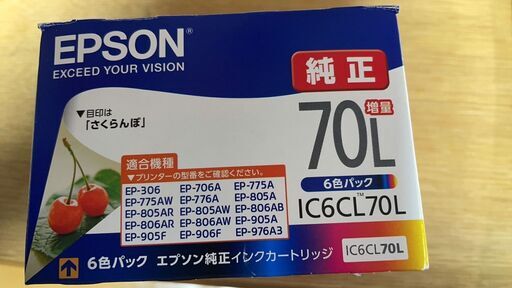 EPSON
EXCEED YOUR VISION
純正
▼目印は
「さくらんぼ」
70L
増量
適合機種
▼プリンターの型番をご確認ください。
EP-306 EP-706A EP-775A
EP-775AW EP-776A EP-805A
EP-805AR EP-805AW EP-806AB
EP-806AR EP-806AW EP-905A
EP-905F EP-906F EP-976A3
6色パック
IC6CL70L™
6色パック エプソン純正インクカートリッジ
IC6CL70L